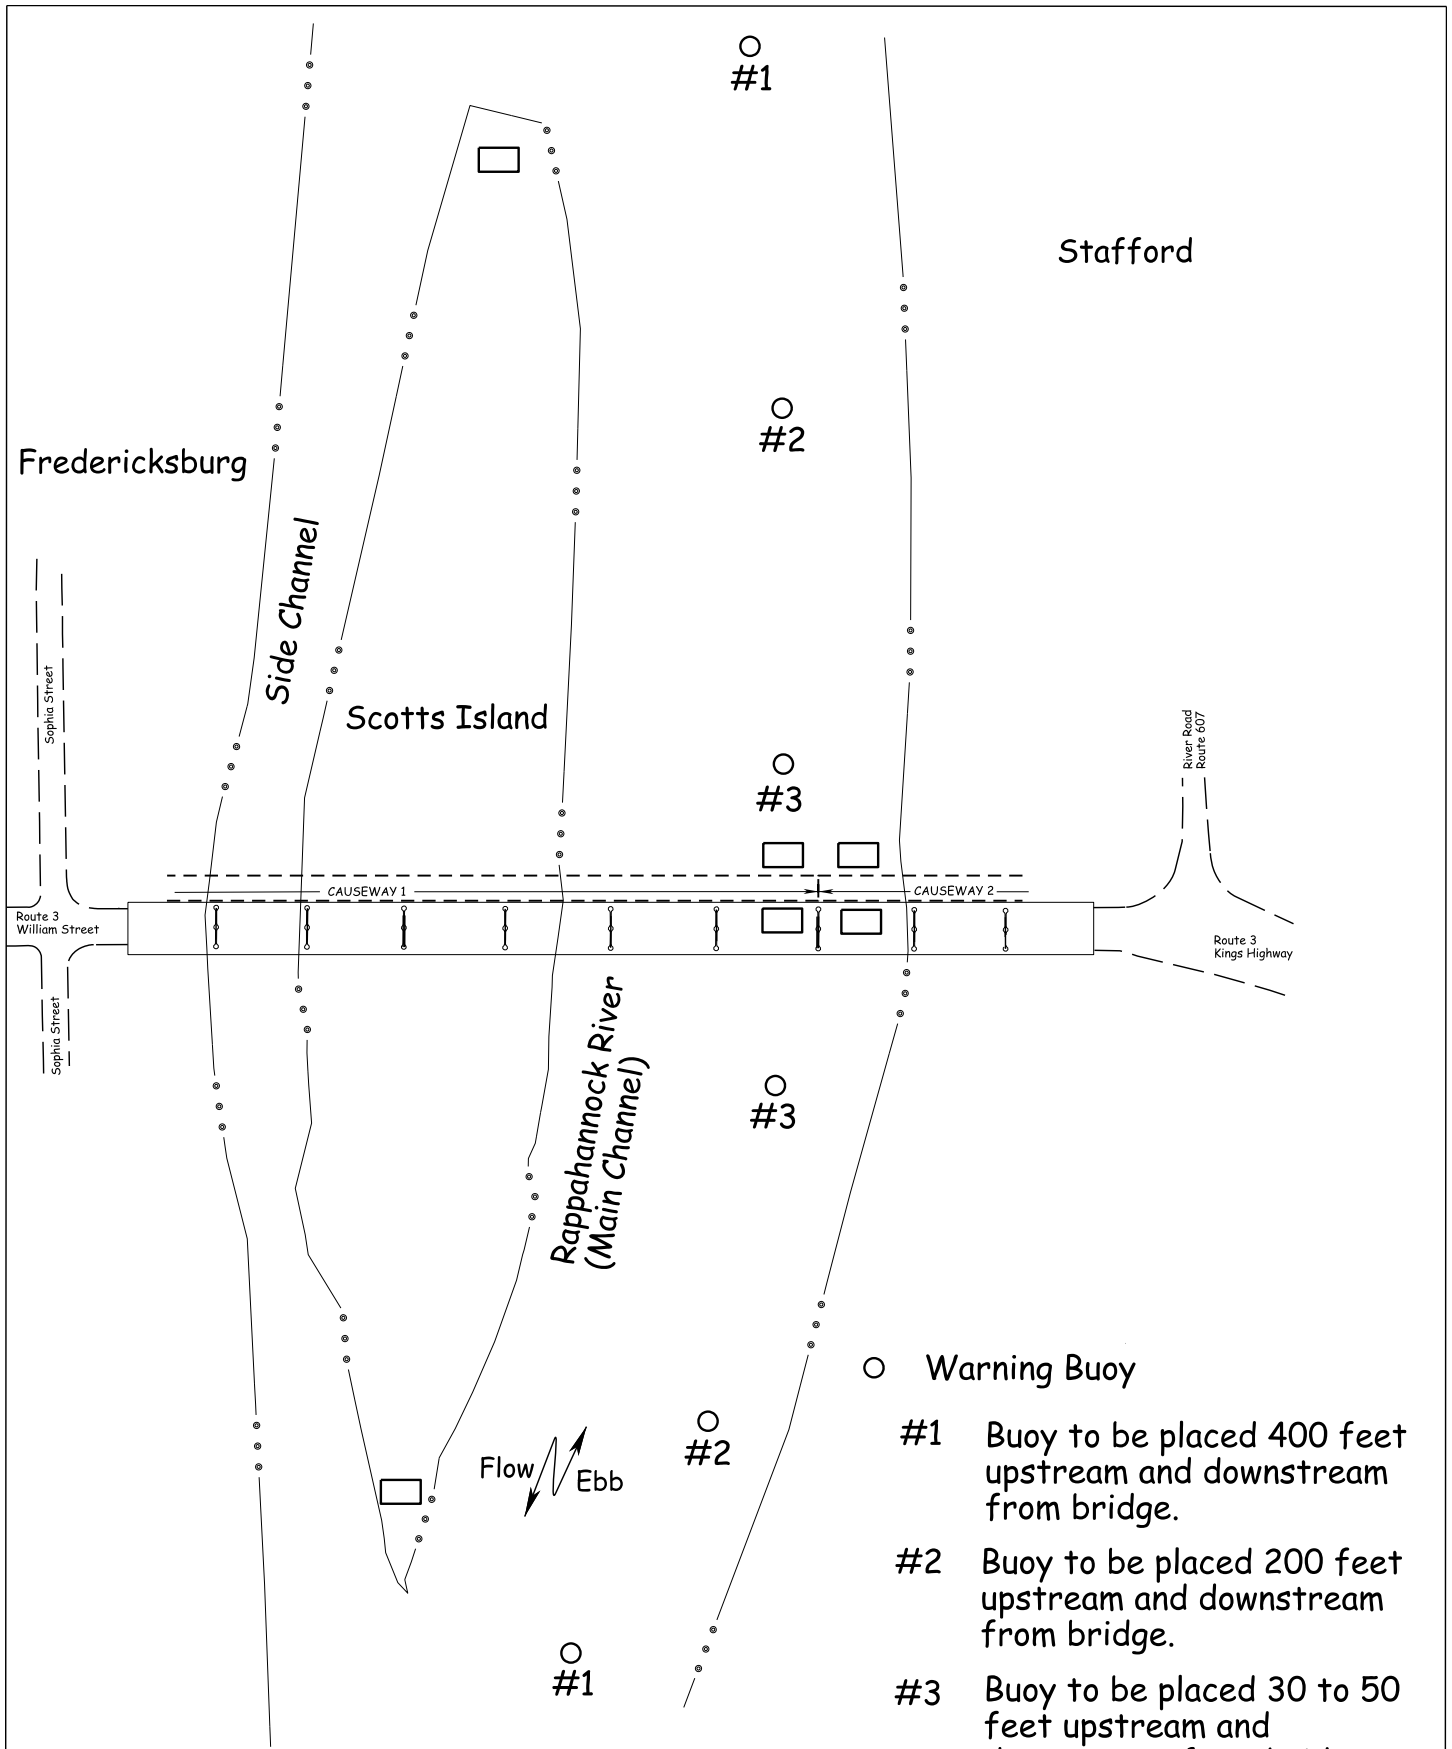 #1
Stafford
#2
Fredericksburg
Side Channel
Sophia Street
Scotts Island
River Road
Route 607
#3
CAUSEWAY 1
CAUSEWAY 2
Route 3
William Street
Route 3
Kings Highway
Sophia Street
Rappahannock River
(Main Channel)
#3
Warning Buoy
#1 Buoy to be placed 400 feet
upstream and downstream
from bridge.
#2
Flow
Ebb
#2 Buoy to be placed 200 feet
upstream and downstream
from bridge.
#1
#3 Buoy to be placed 30 to 50
feet upstream and